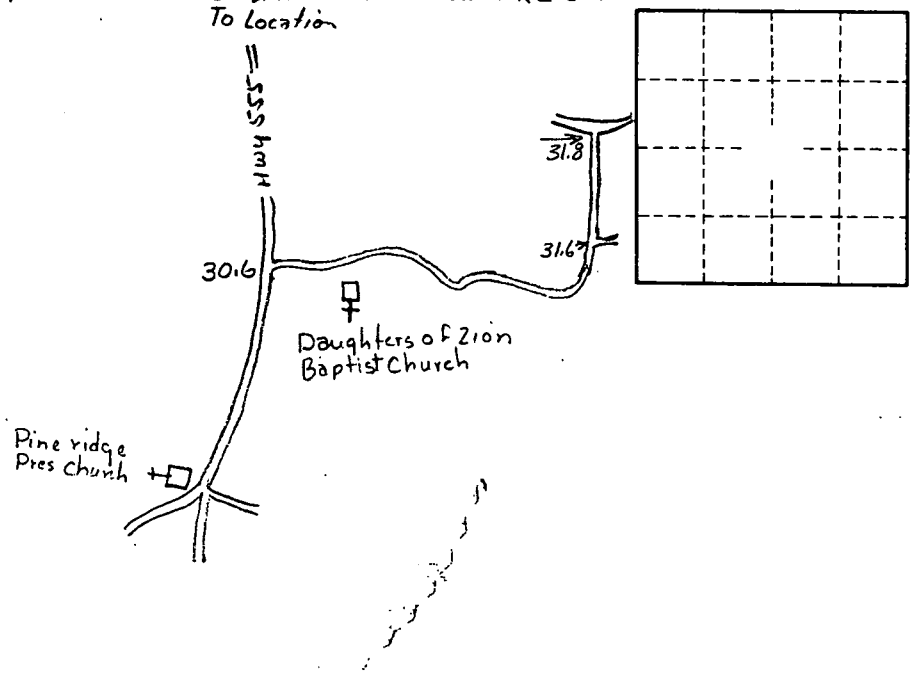 To Location
Hwy 555
31.8
31.6
30.6
Daughters of Zion
Baptist Church
Pine ridge
Pres Church